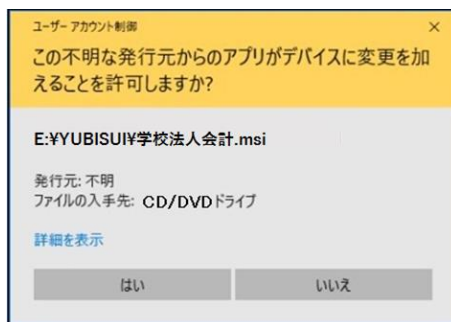 ユーザー アカウント制御
×
この不明な発行元からのアプリがデバイスに変更を加
えることを許可しますか?
E:¥YUBISUI¥学校法人会計.msi
発行元: 不明
ファイルの入手先: CD/DVDドライブ
詳細を表示
はい
いいえ